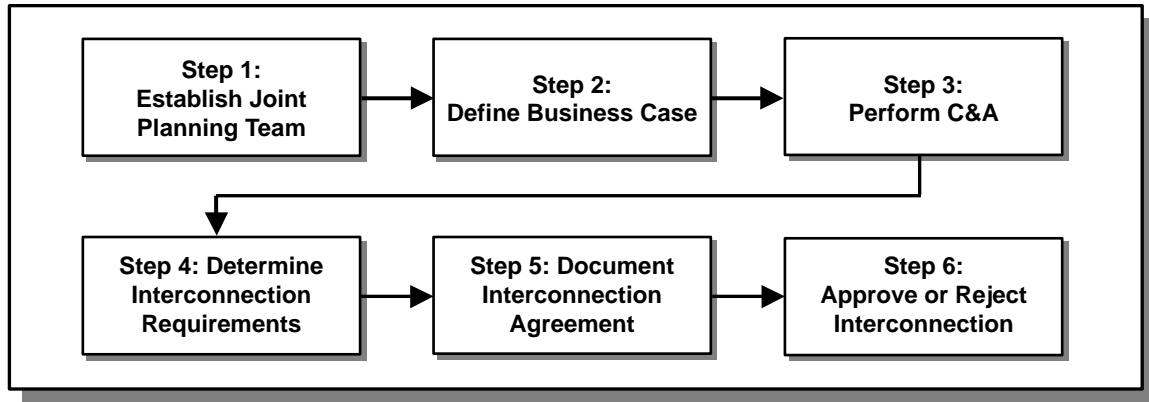 Step 1:
Establish Joint
Planning Team
Step 2:
Define Business Case
Step 3:
Perform C&A
Step 4: Determine
Interconnection
Requirements
Step 5: Document
Interconnection
Agreement
Step 6:
Approve or Reject
Interconnection